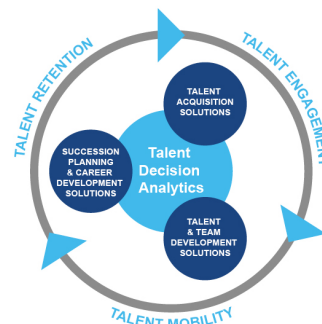 TALENT RETENTION
TALENT ENGAGEMENT
TALENT
ACQUISITION
SOLUTIONS
SUCCESSION
PLANNING
& CAREER
DEVELOPMENT
SOLUTIONS
Talent
Decision
Analytics
TALENT
& TEAM
DEVELOPMENT
SOLUTIONS
TALENT MOBILITY